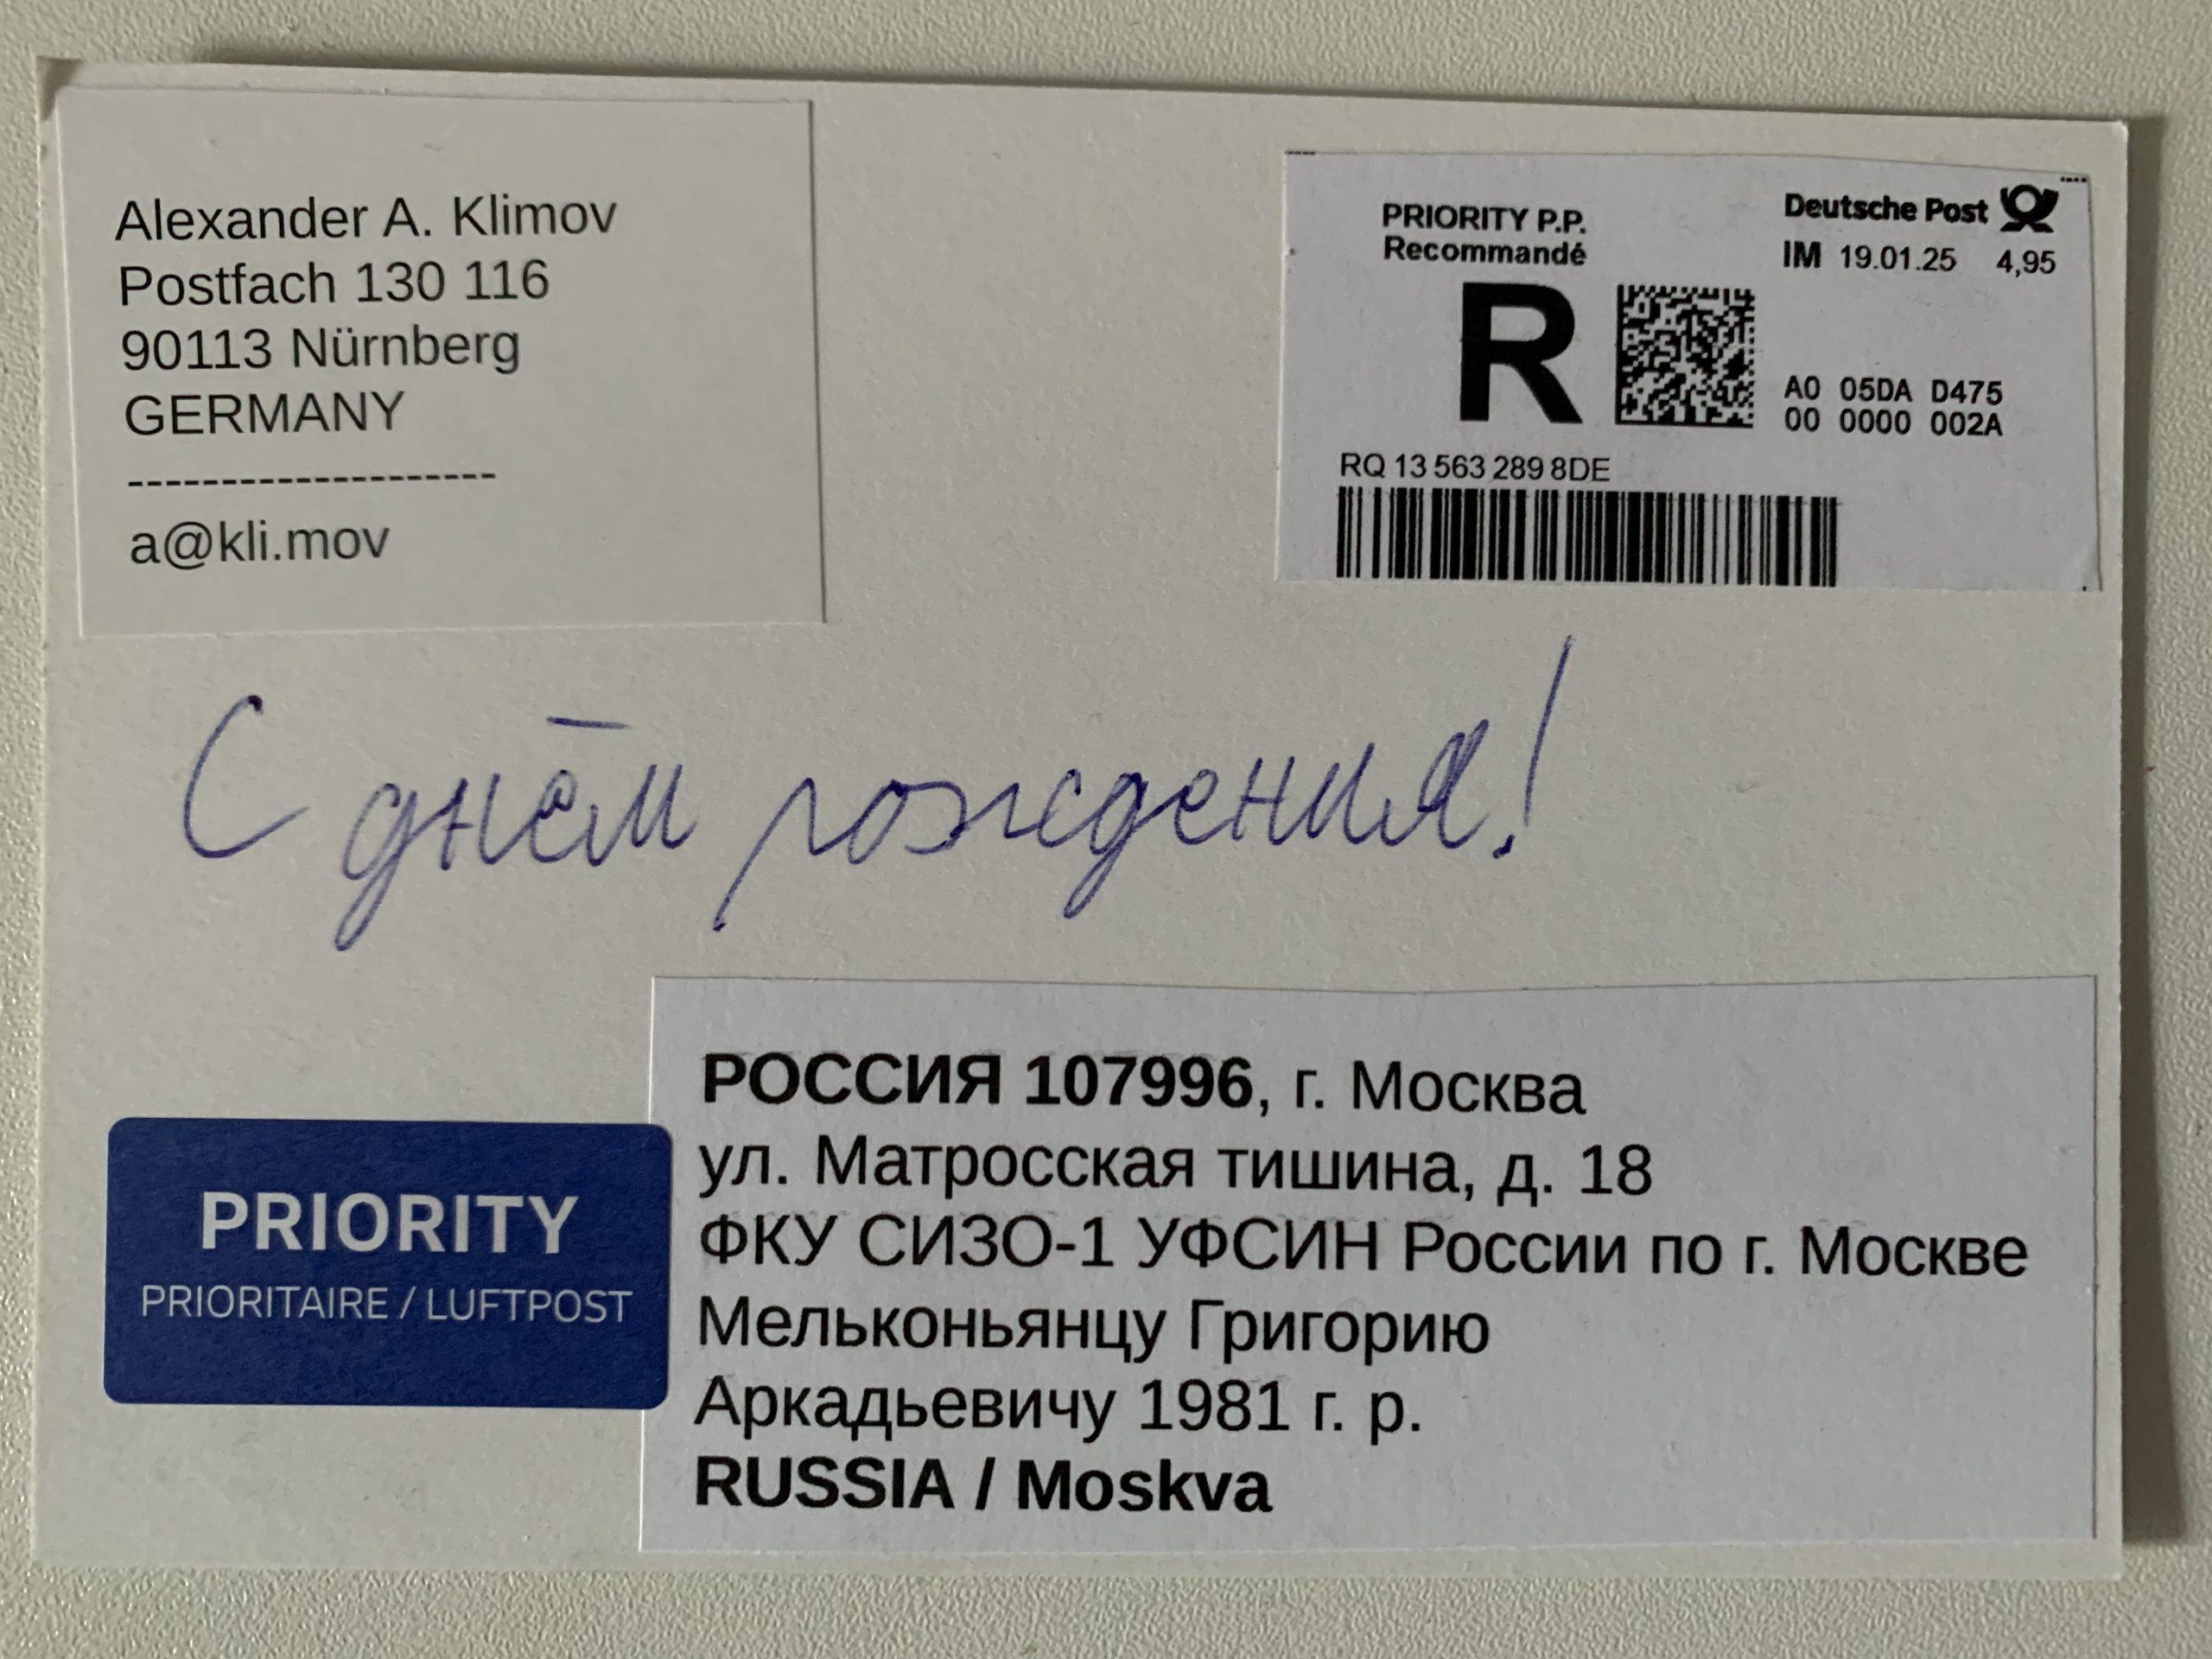 Alexander A. Klimov
Postfach 130 116
90113 Nürnberg
GERMANY
--------------------
a@kli.mov
PRIORITY P.P.
Recommandé
R
Deutsche Post
IM 19.01.25 4,95
A0 05DA D475
00 0000 002A
RQ 13 563 289 8DE
С днём рождения!
PRIORITY
PRIORITAIRE / LUFTPOST
РОССИЯ 107996, г. Москва
ул. Матросская тишина, д. 18
ФКУ СИЗО-1 УФСИН России по г. Москве
Мельконьянцу Григорию
Аркадьевичу 1981 г. р.
RUSSIA / Moskva